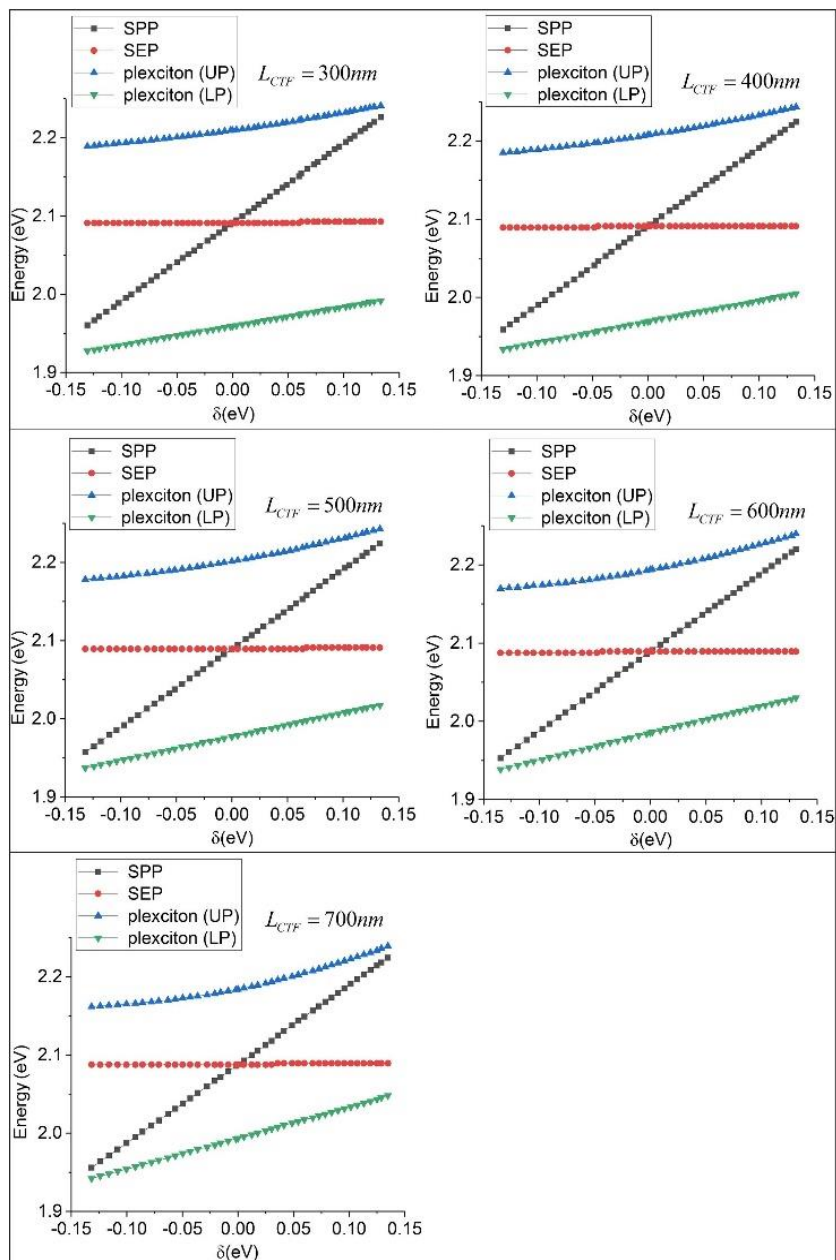 SPP
SEP
plexciton (UP)
plexciton (LP)
L_CTF = 300nm
2.2
2.1
2.0
1.9
Energy (eV)
-0.15 -0.10 -0.05 0.00 0.05 0.10 0.15
δ(eV)
SPP
SEP
plexciton (UP)
plexciton (LP)
L_CTF = 400nm
2.2
2.1
2.0
1.9
Energy (eV)
-0.15 -0.10 -0.05 0.00 0.05 0.10 0.15
δ(eV)
SPP
SEP
plexciton (UP)
plexciton (LP)
L_CTF = 500nm
2.2
2.1
2.0
1.9
Energy (eV)
-0.15 -0.10 -0.05 0.00 0.05 0.10 0.15
δ(eV)
SPP
SEP
plexciton (UP)
plexciton (LP)
L_CTF = 600nm
2.2
2.1
2.0
1.9
Energy (eV)
-0.15 -0.10 -0.05 0.00 0.05 0.10 0.15
δ(eV)
SPP
SEP
plexciton (UP)
plexciton (LP)
L_CTF = 700nm
2.2
2.1
2.0
1.9
Energy (eV)
-0.15 -0.10 -0.05 0.00 0.05 0.10 0.15
δ(eV)